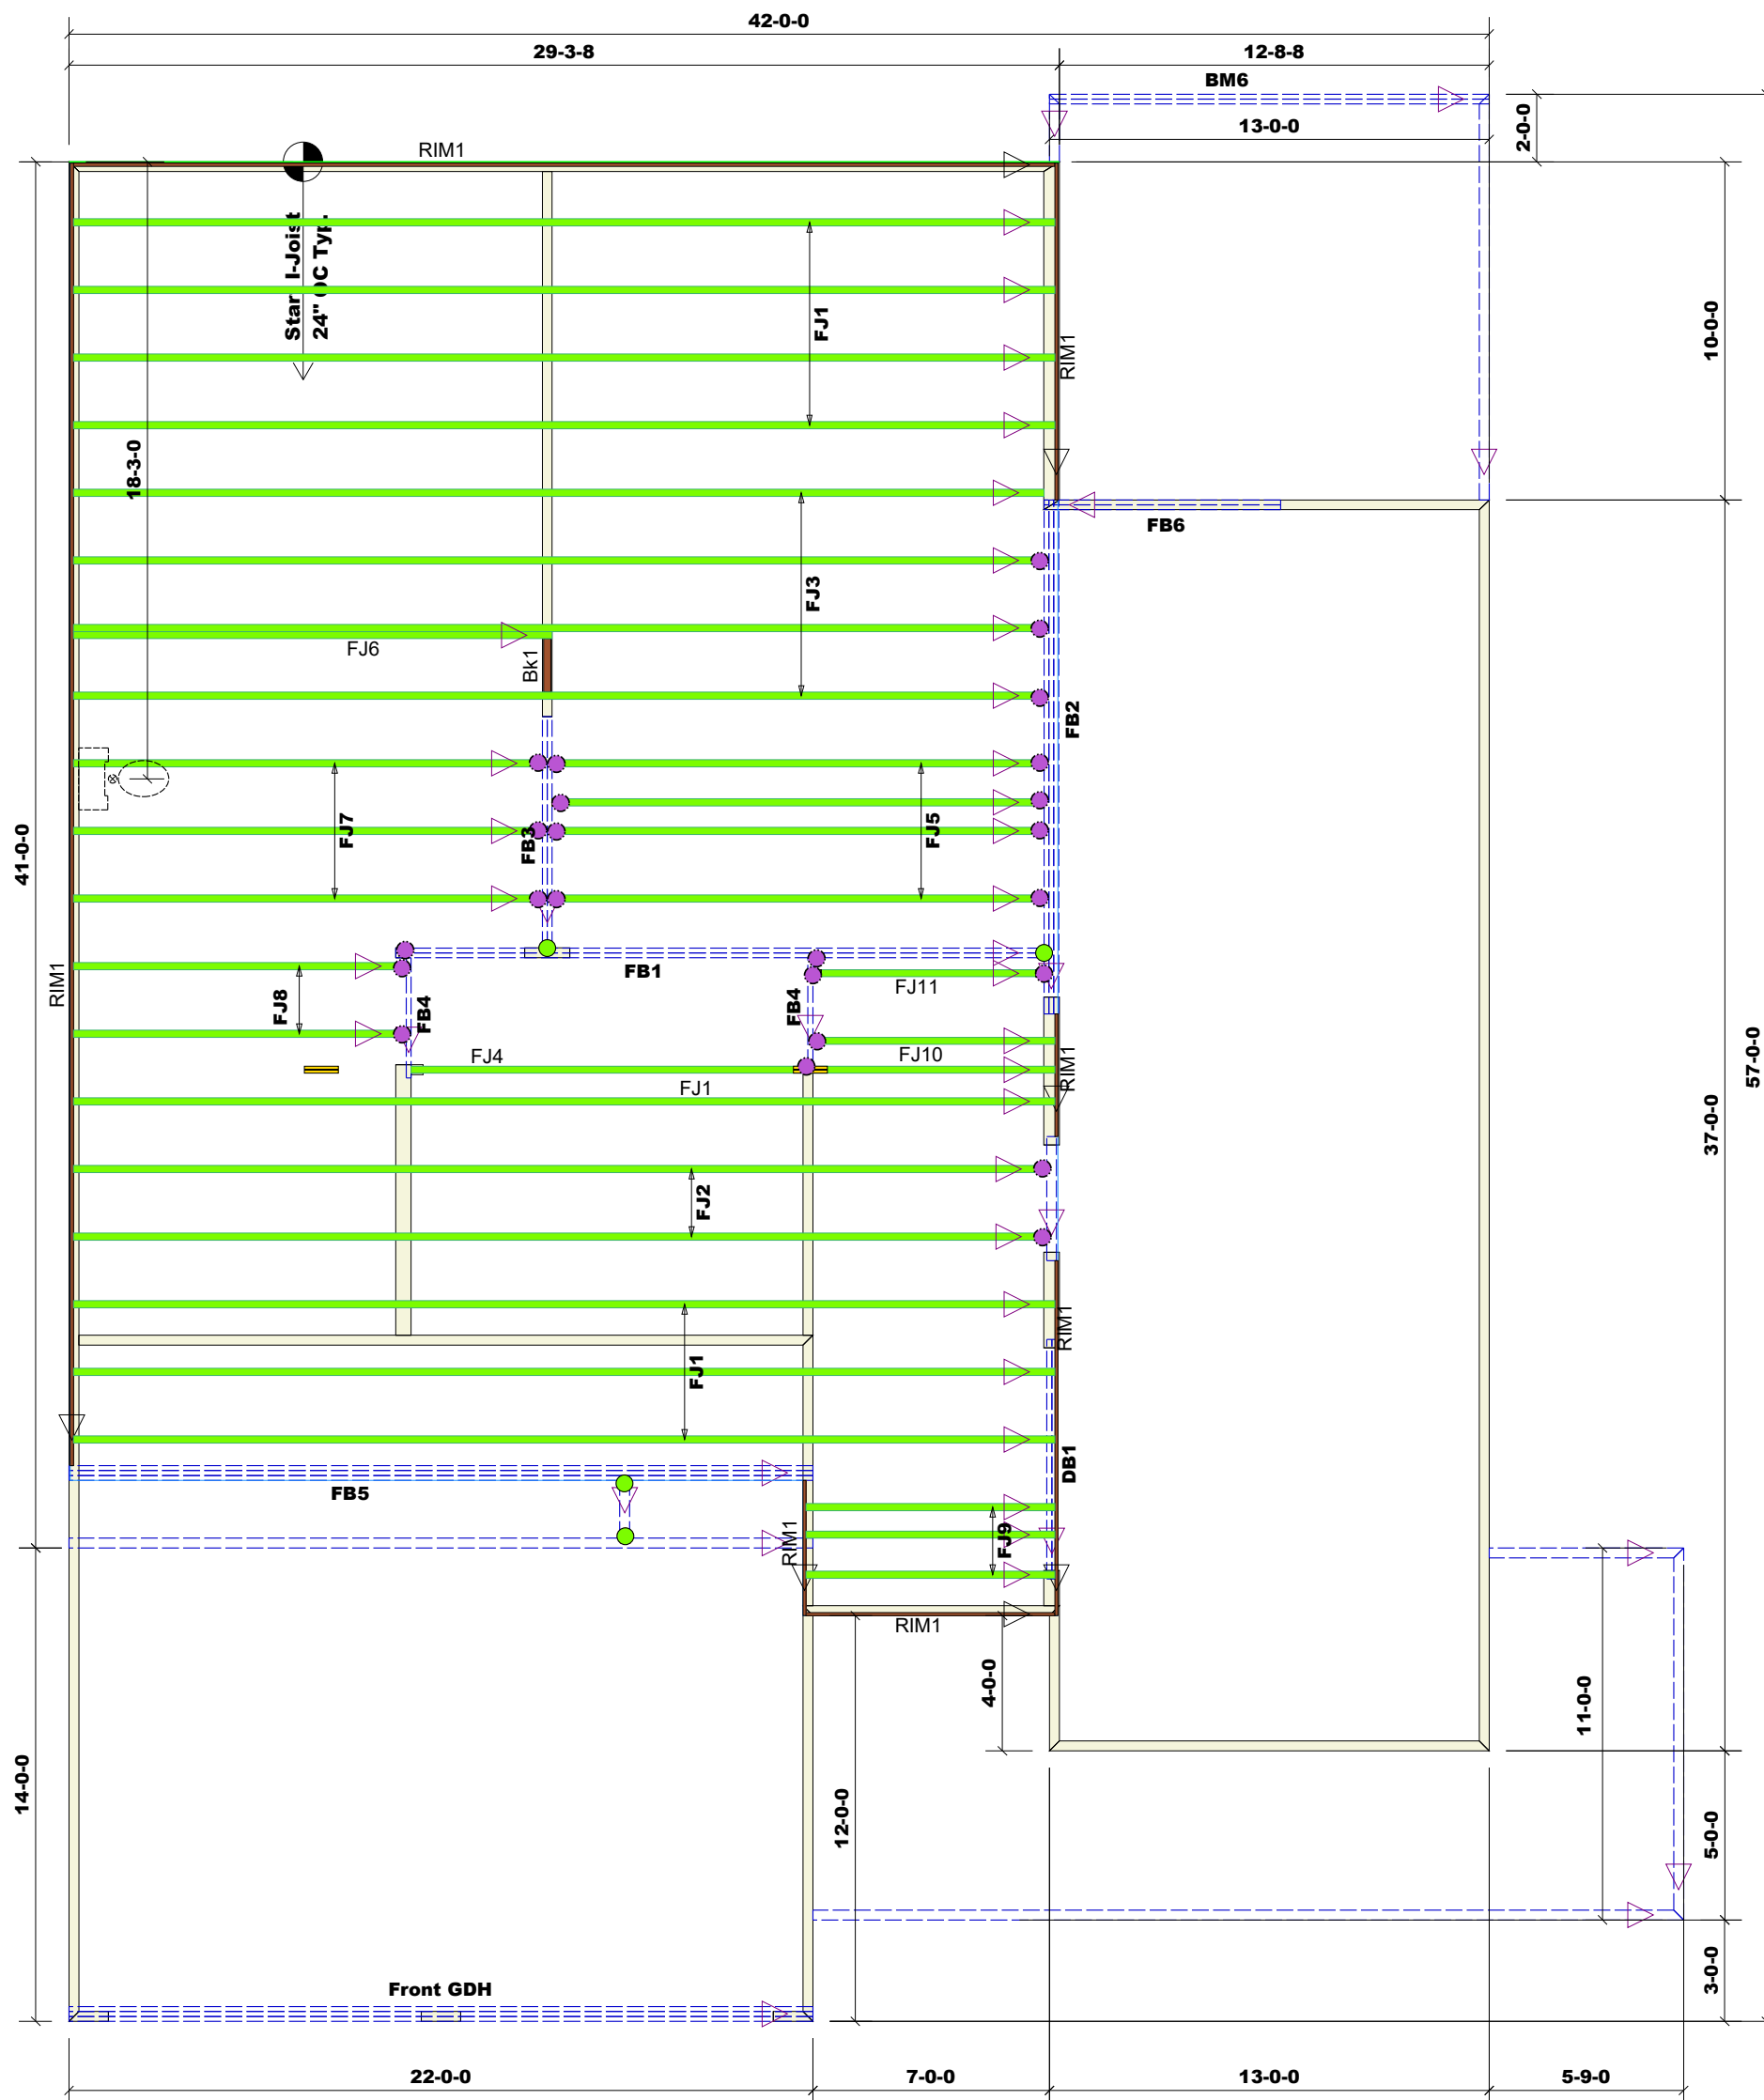 42-0-0
29-3-8
12-8-8
BM6
2-0-0
13-0-0
RIM1
Start I-Joist
24" OC Typ.
FJ1
10-0-0
RIM1
18-3-0
FB6
FJ3
FJ6
Bk1
FB2
41-0-0
FJ7
FB3
FJ5
RIM1
FB1
FJ8
FB4
FB4
FJ11
FJ4
FJ10
FJ1
RIM1
57-0-0
37-0-0
FJ2
RIM1
FJ1
DB1
FB5
RIM1
FJ9
RIM1
4-0-0
11-0-0
14-0-0
12-0-0
5-0-0
Front GDH
3-0-0
22-0-0
7-0-0
13-0-0
5-9-0